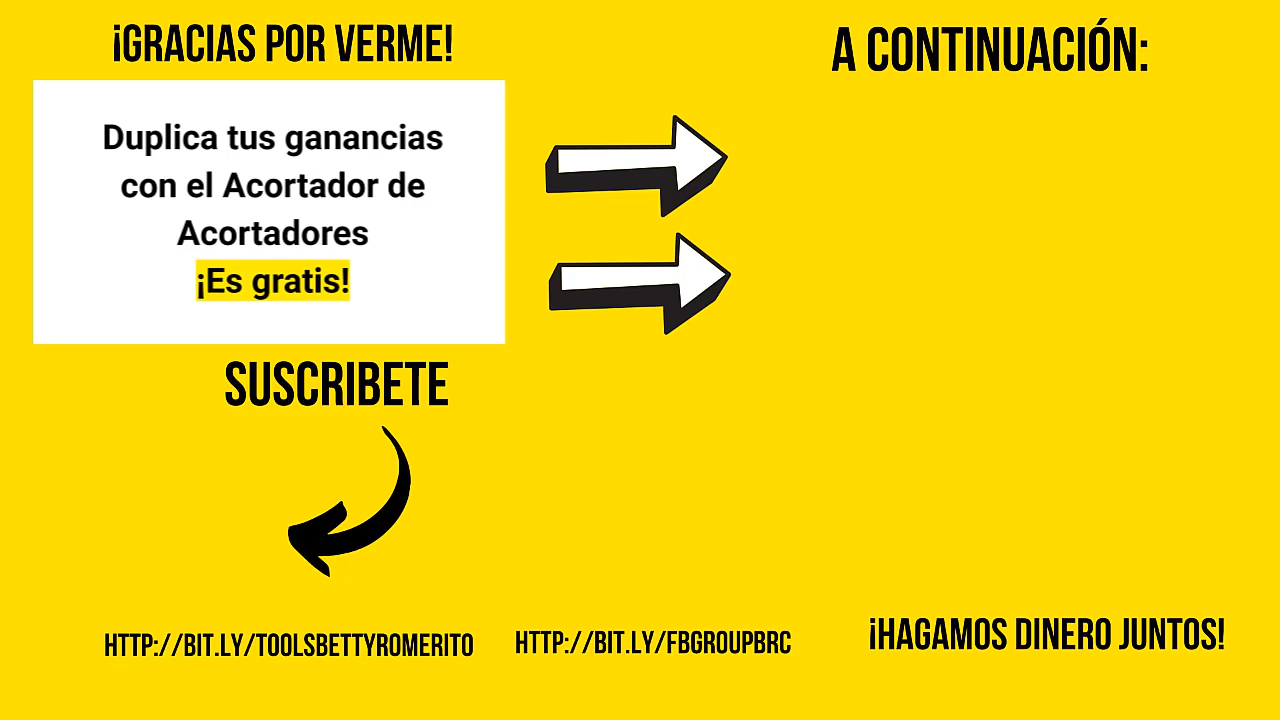 ¡GRACIAS POR VERME!
A CONTINUACIÓN:
Duplica tus ganancias
con el Acortador de
Acortadores
¡Es gratis!
SUSCRIBETE
HTTP://BIT.LY/TOOLSBETTYROMERITO
HTTP://BIT.LY/FBGROUPBRC
¡HAGAMOS DINERO JUNTOS!